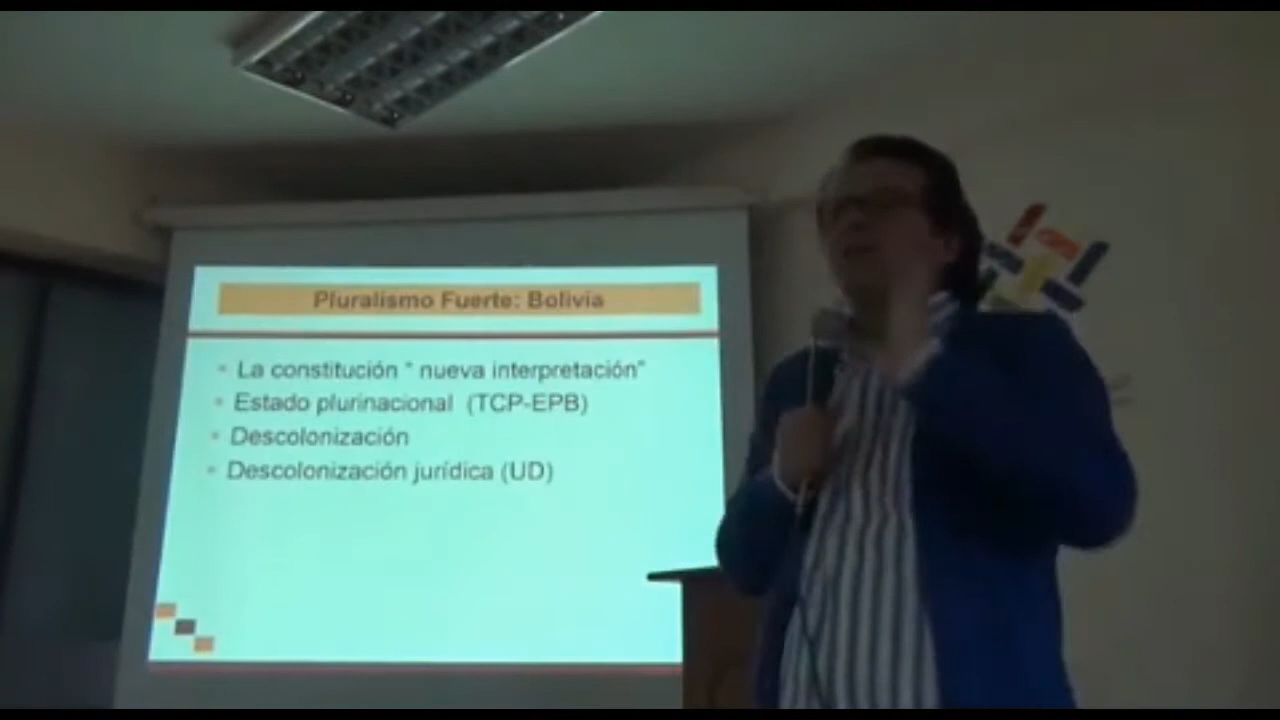 Pluralismo Fuerte: Bolivia
La constitución “ nueva interpretación”
Estado plurinacional (TCP-EPB)
Descolonización
Descolonización jurídica (UD)